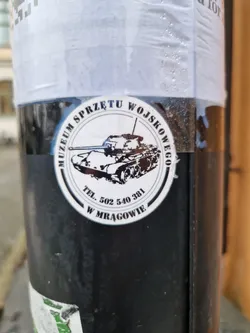 MUZEUM SPRZĘTU WOJSKOWEGO
TEL. 502 540 381
W MRĄGOWIE